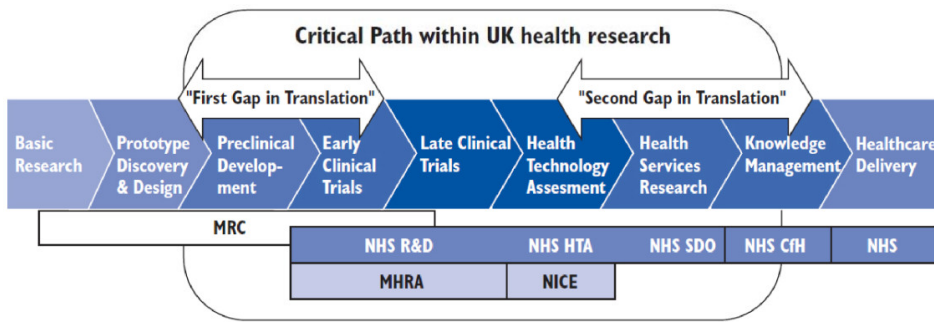 Critical Path within UK health research
"First Gap in Translation"
"Second Gap in Translation"
Basic
Research
Prototype
Discovery
& Design
Preclinical
Develop-
ment
Early
Clinical
Trials
Late Clinical
Trials
Health
Technology
Assesment
Health
Services
Research
Knowledge
Management
Healthcare
Delivery
MRC
NHS R&D
NHS HTA
NHS SDO
NHS CfH
NHS
MHRA
NICE